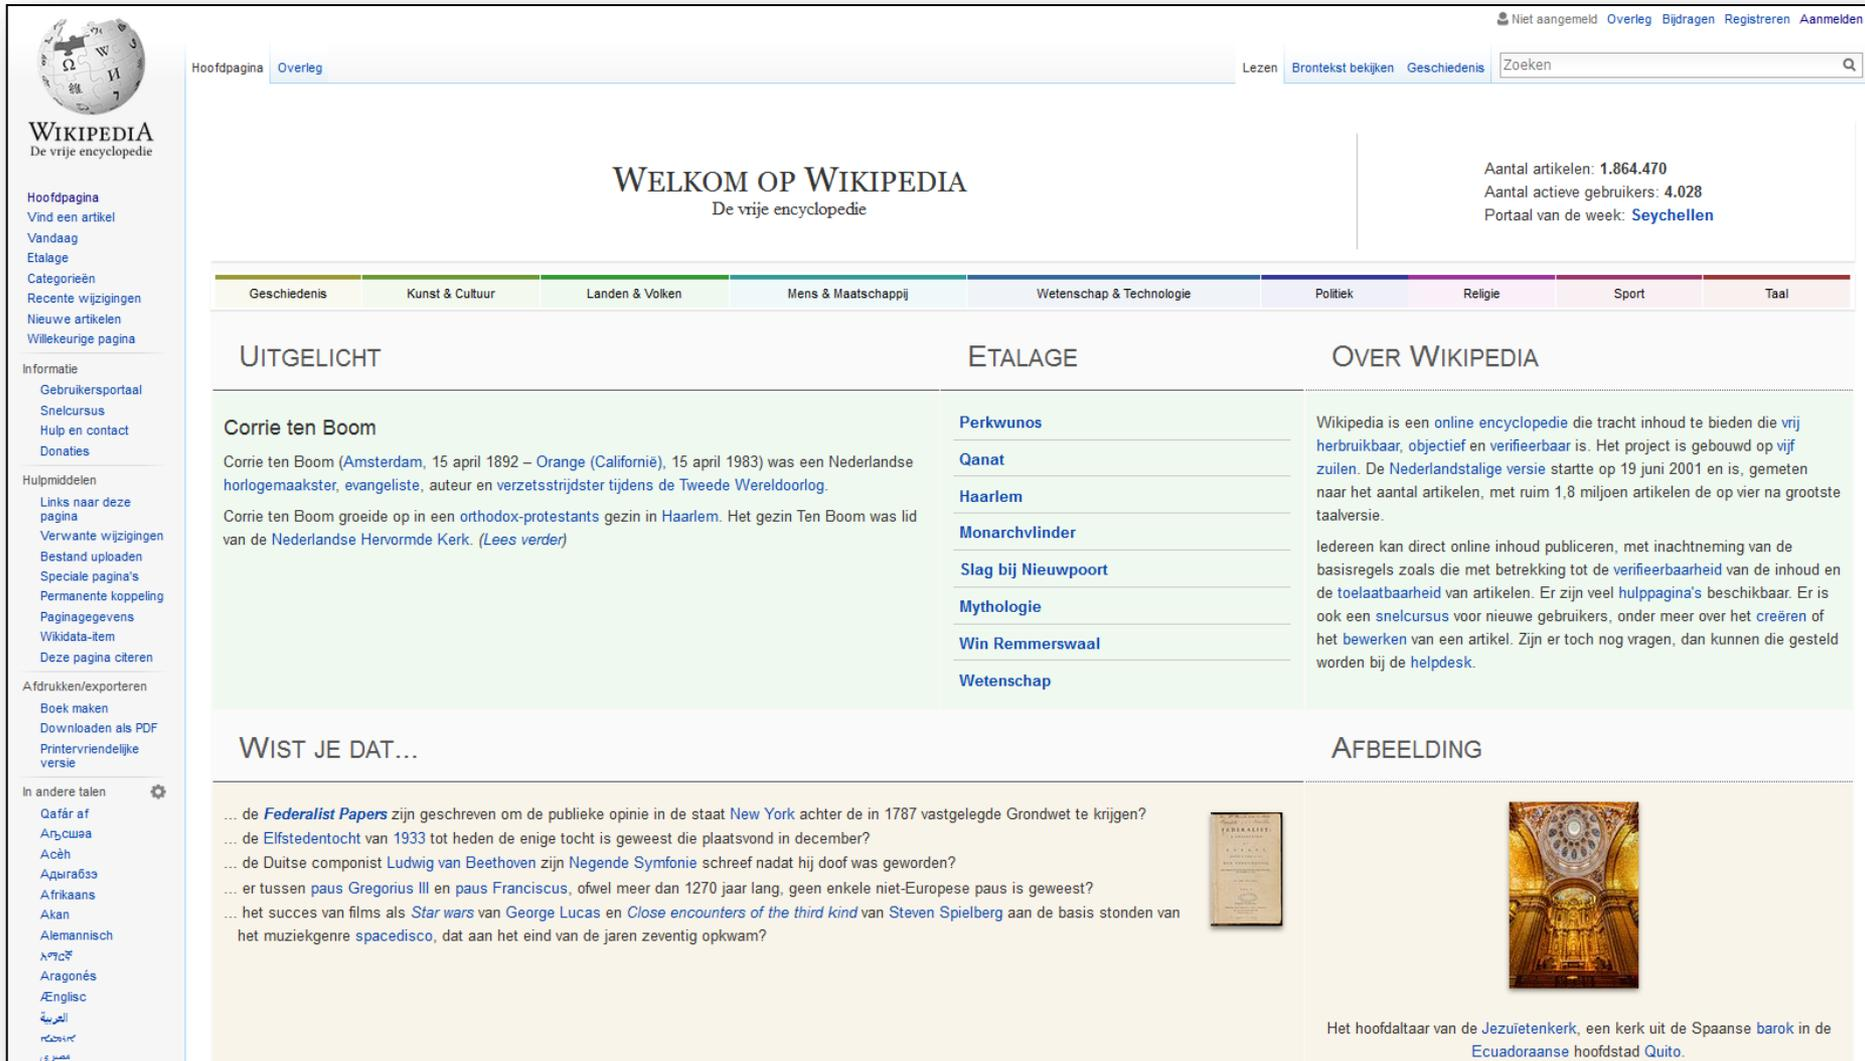 Niet aangemeld Overleg Bijdragen Registreren Aanmelden
Hoofdpagina Overleg
Lezen Brontekst bekijken Geschiedenis Zoeken
WIKIPEDIA
De vrije encyclopedie
Hoofdpagina
Vind een artikel
Vandaag
Etalage
Categorieën
Recente wijzigingen
Nieuwe artikelen
Willekeurige pagina
Informatie
Gebruikersportaal
Snelcursus
Hulp en contact
Donaties
Hulpmiddelen
Links naar deze
pagina
Verwante wijzigingen
Bestand uploaden
Speciale pagina's
Permanente koppeling
Paginagegevens
Wikidata-item
Deze pagina citeren
Afdrukken/exporteren
Boek maken
Downloaden als PDF
Printervriendelijke
versie
In andere talen
Qafár af
Аҧсшәа
Acèh
Адыгабзэ
Afrikaans
Akan
Alemannisch
አማርኛ
Aragonés
Ænglisc
العربية
WELKOM OP WIKIPEDIA
De vrije encyclopedie
Aantal artikelen: 1.864.470
Aantal actieve gebruikers: 4.028
Portaal van de week: Seychellen
Geschiedenis Kunst & Cultuur Landen & Volken Mens & Maatschappij Wetenschap & Technologie Politiek Religie Sport Taal
UITGELICHT
Corrie ten Boom
Corrie ten Boom (Amsterdam, 15 april 1892 – Orange (Californië), 15 april 1983) was een Nederlandse
horlogemaakster, evangeliste, auteur en verzetsstrijdster tijdens de Tweede Wereldoorlog.
Corrie ten Boom groeide op in een orthodox-protestants gezin in Haarlem. Het gezin Ten Boom was lid
van de Nederlandse Hervormde Kerk. (Lees verder)
ETALAGE
Perkwunos
Qanat
Haarlem
Monarchvlinder
Slag bij Nieuwpoort
Mythologie
Win Remmerswaal
Wetenschap
OVER WIKIPEDIA
Wikipedia is een online encyclopedie die tracht inhoud te bieden die vrij
herbruikbaar, objectief en verifieerbaar is. Het project is gebouwd op vijf
zuilen. De Nederlandstalige versie startte op 19 juni 2001 en is, gemeten
naar het aantal artikelen, met ruim 1,8 miljoen artikelen de op vier na grootste
taalversie.
Iedereen kan direct online inhoud publiceren, met inachtneming van de
basisregels zoals die met betrekking tot de verifieerbaarheid van de inhoud en
de toelaatbaarheid van artikelen. Er zijn veel hulppagina's beschikbaar. Er is
ook een snelcursus voor nieuwe gebruikers, onder meer over het creëren of
het bewerken van een artikel. Zijn er toch nog vragen, dan kunnen die gesteld
worden bij de helpdesk.
WIST JE DAT...
... de Federalist Papers zijn geschreven om de publieke opinie in de staat New York achter de in 1787 vastgelegde Grondwet te krijgen?
... de Elfstedentocht van 1933 tot heden de enige tocht is geweest die plaatsvond in december?
... de Duitse componist Ludwig van Beethoven zijn Negende Symfonie schreef nadat hij doof was geworden?
... er tussen paus Gregorius III en paus Franciscus, ofwel meer dan 1270 jaar lang, geen enkele niet-Europese paus is geweest?
... het succes van films als Star wars van George Lucas en Close encounters of the third kind van Steven Spielberg aan de basis stonden van
het muziekgenre spacedisco, dat aan het eind van de jaren zeventig opkwam?
AFBEELDING
Het hoofdaltaar van de Jezuïetenkerk, een kerk uit de Spaanse barok in de
Ecuadoraanse hoofdstad Quito.